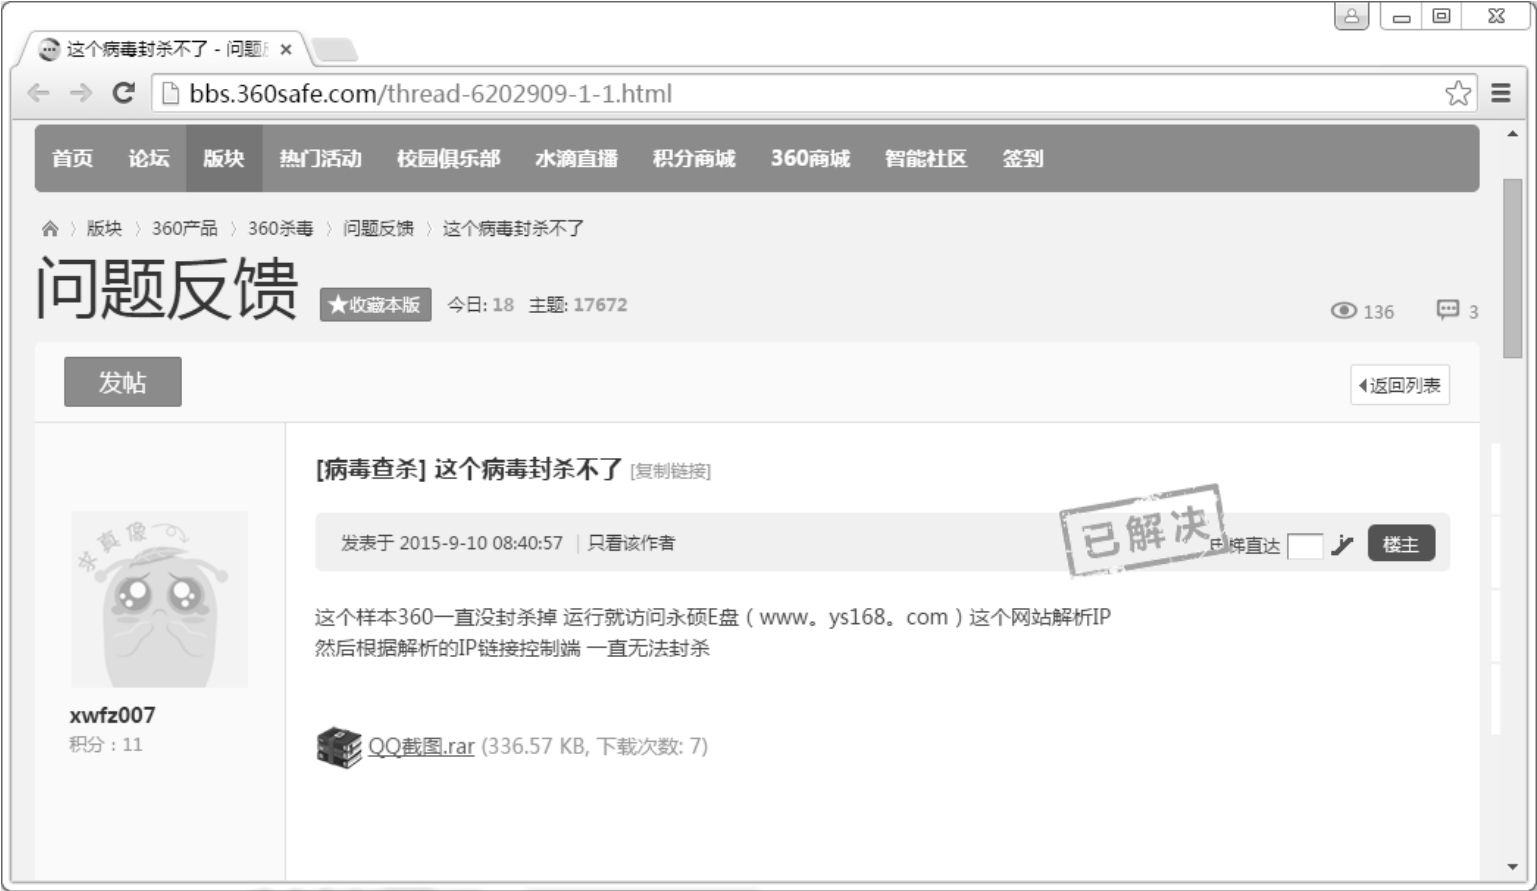 这个病毒封杀不了 - 问题
bbs.360safe.com/thread-6202909-1-1.html
首页 论坛 版块 热门活动 校园俱乐部 水滴直播 积分商城 360商城 智能社区 签到
版块 〉 360产品 〉 360杀毒 〉 问题反馈 〉 这个病毒封杀不了
问题反馈 ★收藏本版 今日: 18 主题: 17672
136 3
发帖
返回列表
[病毒查杀] 这个病毒封杀不了 [复制链接]
求真像
已解决
发表于 2015-9-10 08:40:57 | 只看该作者
梯直达 楼主
这个样本360一直没封杀掉 运行就访问永硕E盘（www。ys168。com）这个网站解析IP
然后根据解析的IP链接控制端 一直无法封杀
xwfz007
积分：11
QQ截图.rar (336.57 KB, 下载次数: 7)